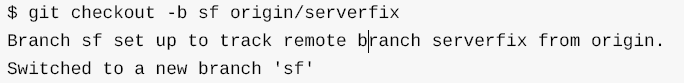 $ git checkout -b sf origin/serverfix
Branch sf set up to track remote branch serverfix from origin.
Switched to a new branch 'sf'